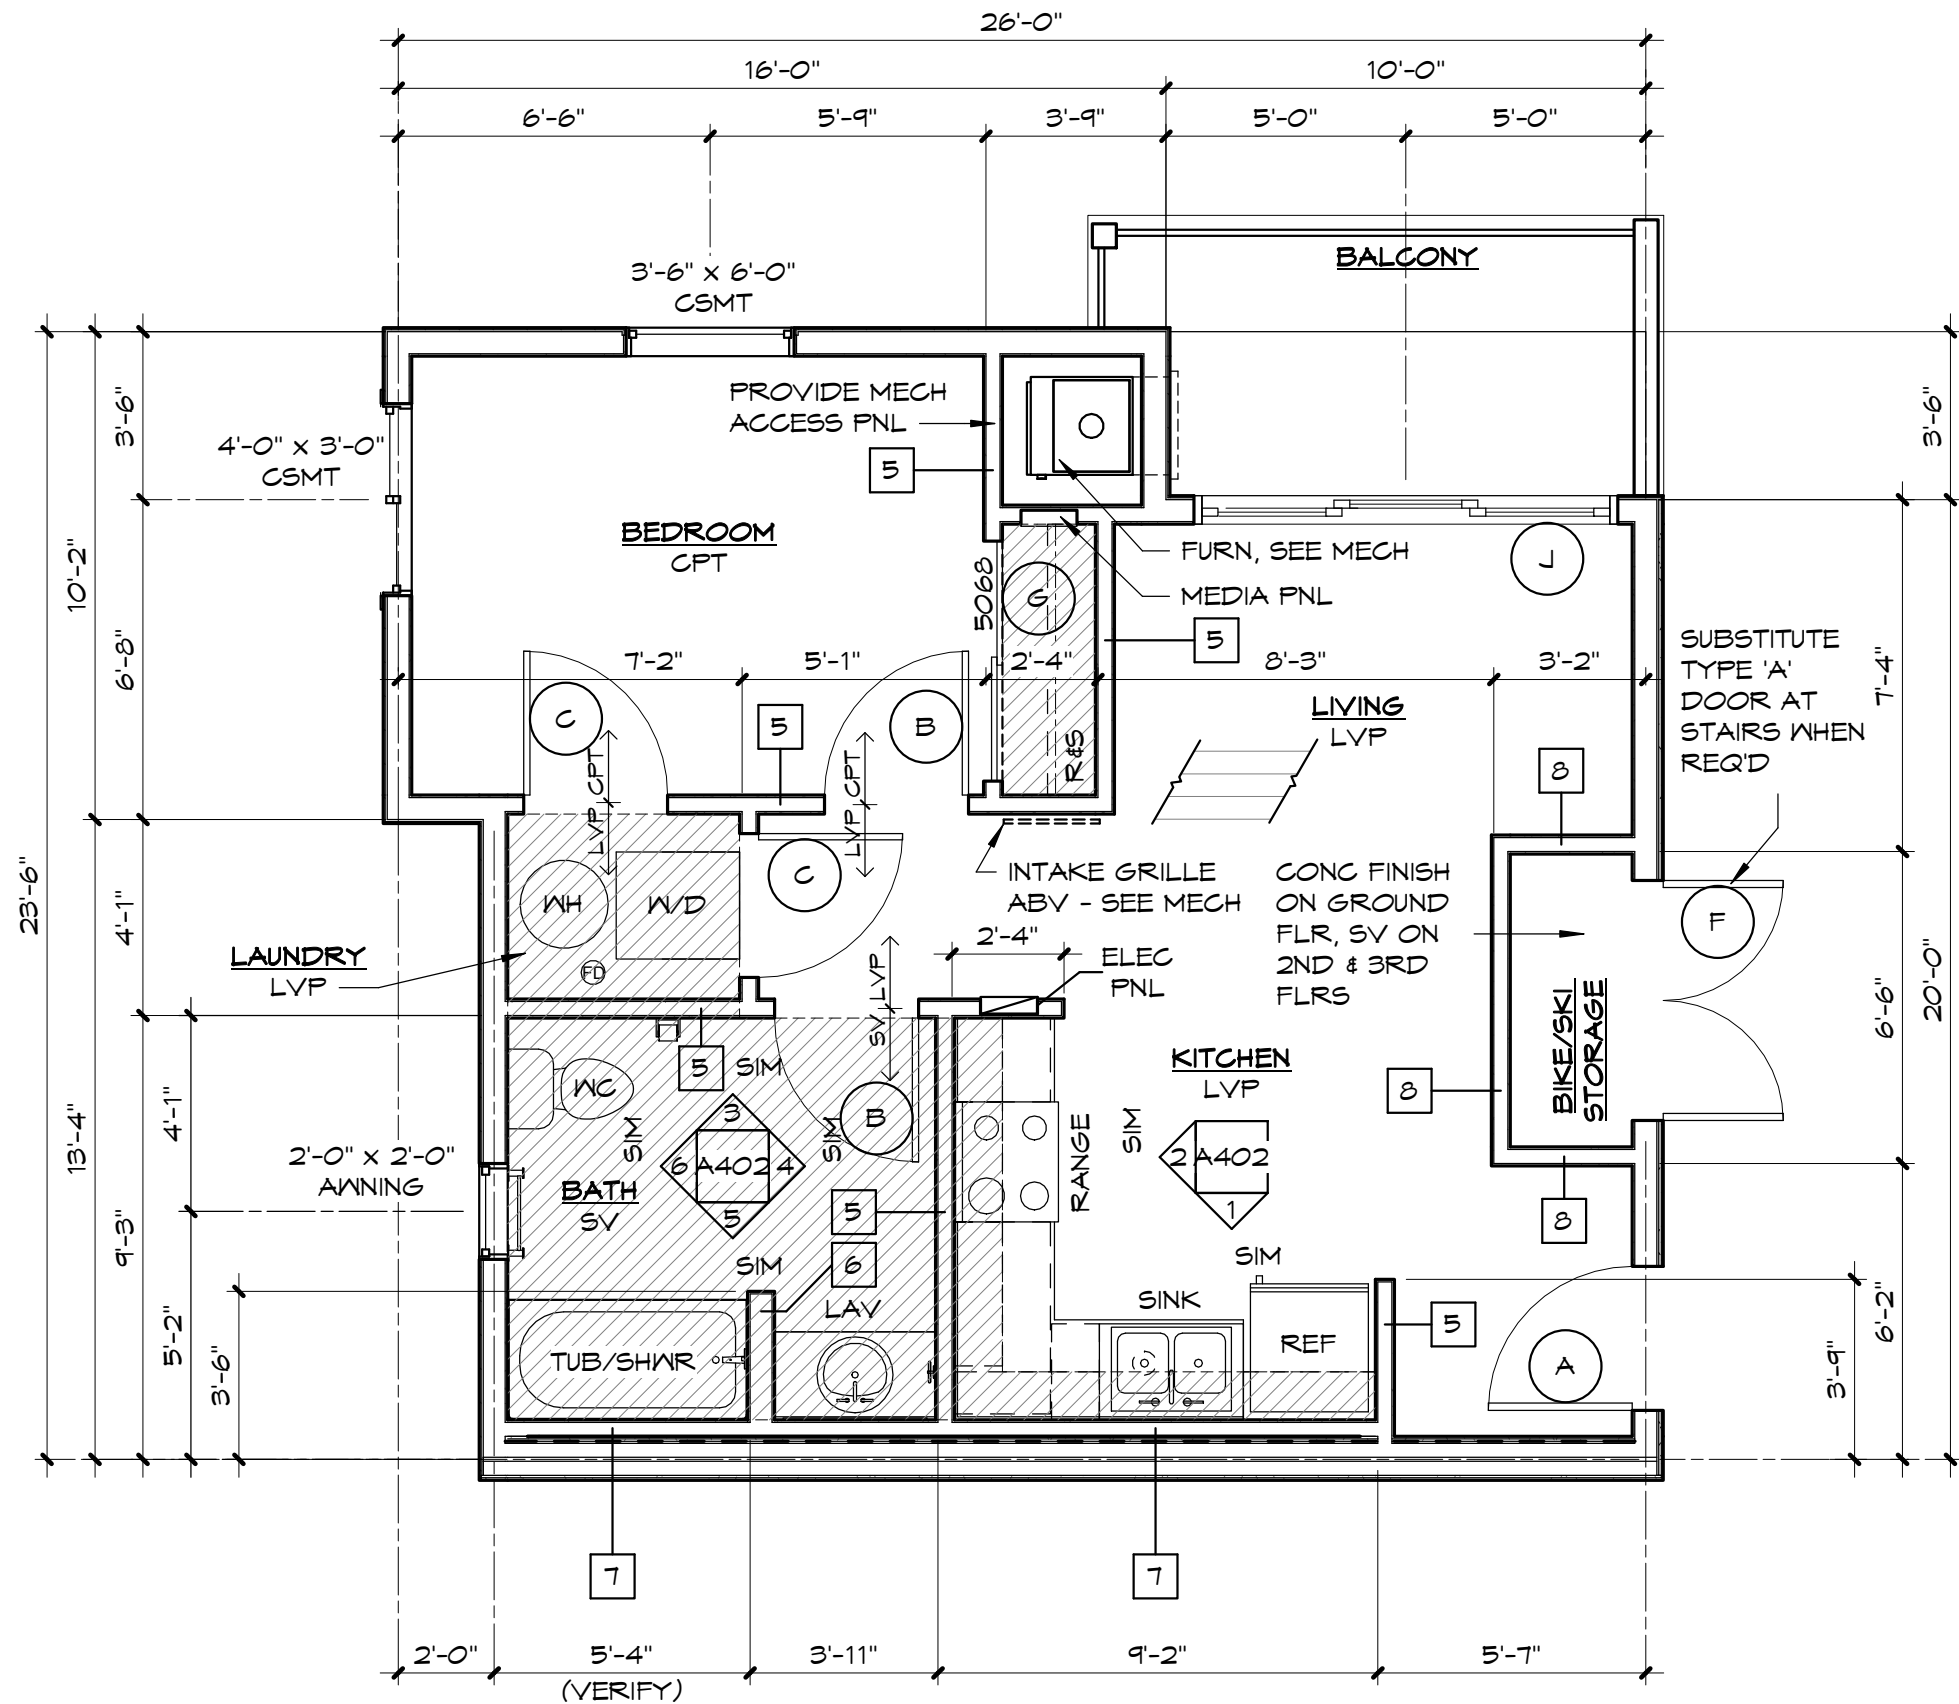 26'-0"
16'-0" 10'-0"
6'-6" 5'-9" 3'-9" 5'-0" 5'-0"
BALCONY
3'-6" x 6'-0"
CSMT
PROVIDE MECH
ACCESS PNL
5
4'-0" x 3'-0"
CSMT
3'-6"
3'-6"
BEDROOM
CPT
FURN, SEE MECH
MEDIA PNL
5
J
G
5068
10'-2"
6'-8"
7'-2" 5'-1" 2'-4" 8'-3" 3'-2"
7'-4"
SUBSTITUTE
TYPE 'A'
DOOR AT
STAIRS WHEN
REQ'D
C
5
B
LIVING
LVP
R&S
LVP CPT
LVP CPT
8
23'-6"
4'-1"
WH
W/D
C
INTAKE GRILLE
ABV - SEE MECH
CONC FINISH
ON GROUND
FLR, SV ON
2ND & 3RD
FLRS
F
LAUNDRY
LVP
FD
SV LVP
2'-4"
ELEC
PNL
BIKE/SKI
STORAGE
6'-6"
20'-0"
KITCHEN
LVP
5
SIM
WC
B
8
13'-4"
4'-1"
SIM
3
6 A402 4
5
SIM
RANGE
SIM
2 A402
1
2'-0" x 2'-0"
AWNING
BATH
SV
5
8
9'-3"
SIM
6
SIM
LAV
SINK
REF
5
TUB/SHWR
A
5'-2"
3'-6"
3'-9"
6'-2"
7 7
2'-0" 5'-4" 3'-11" 9'-2" 5'-7"
(VERIFY)